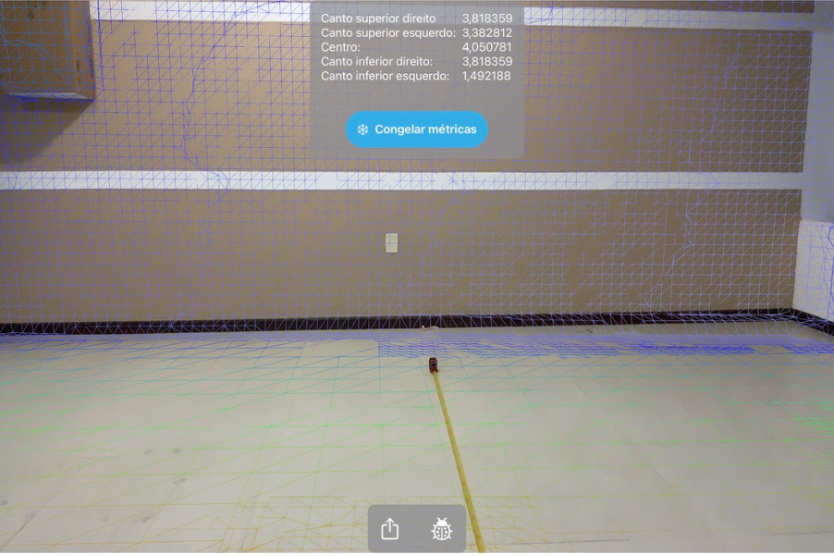 Canto superior direito 3,818359
Canto superior esquerdo: 3,382812
Centro: 4,050781
Canto inferior direito: 3,818359
Canto inferior esquerdo: 1,492188
Congelar métricas